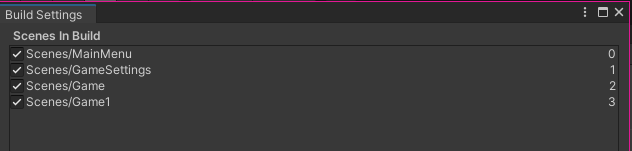 Build Settings
Scenes In Build
Scenes/MainMenu 0
Scenes/GameSettings 1
Scenes/Game 2
Scenes/Game1 3